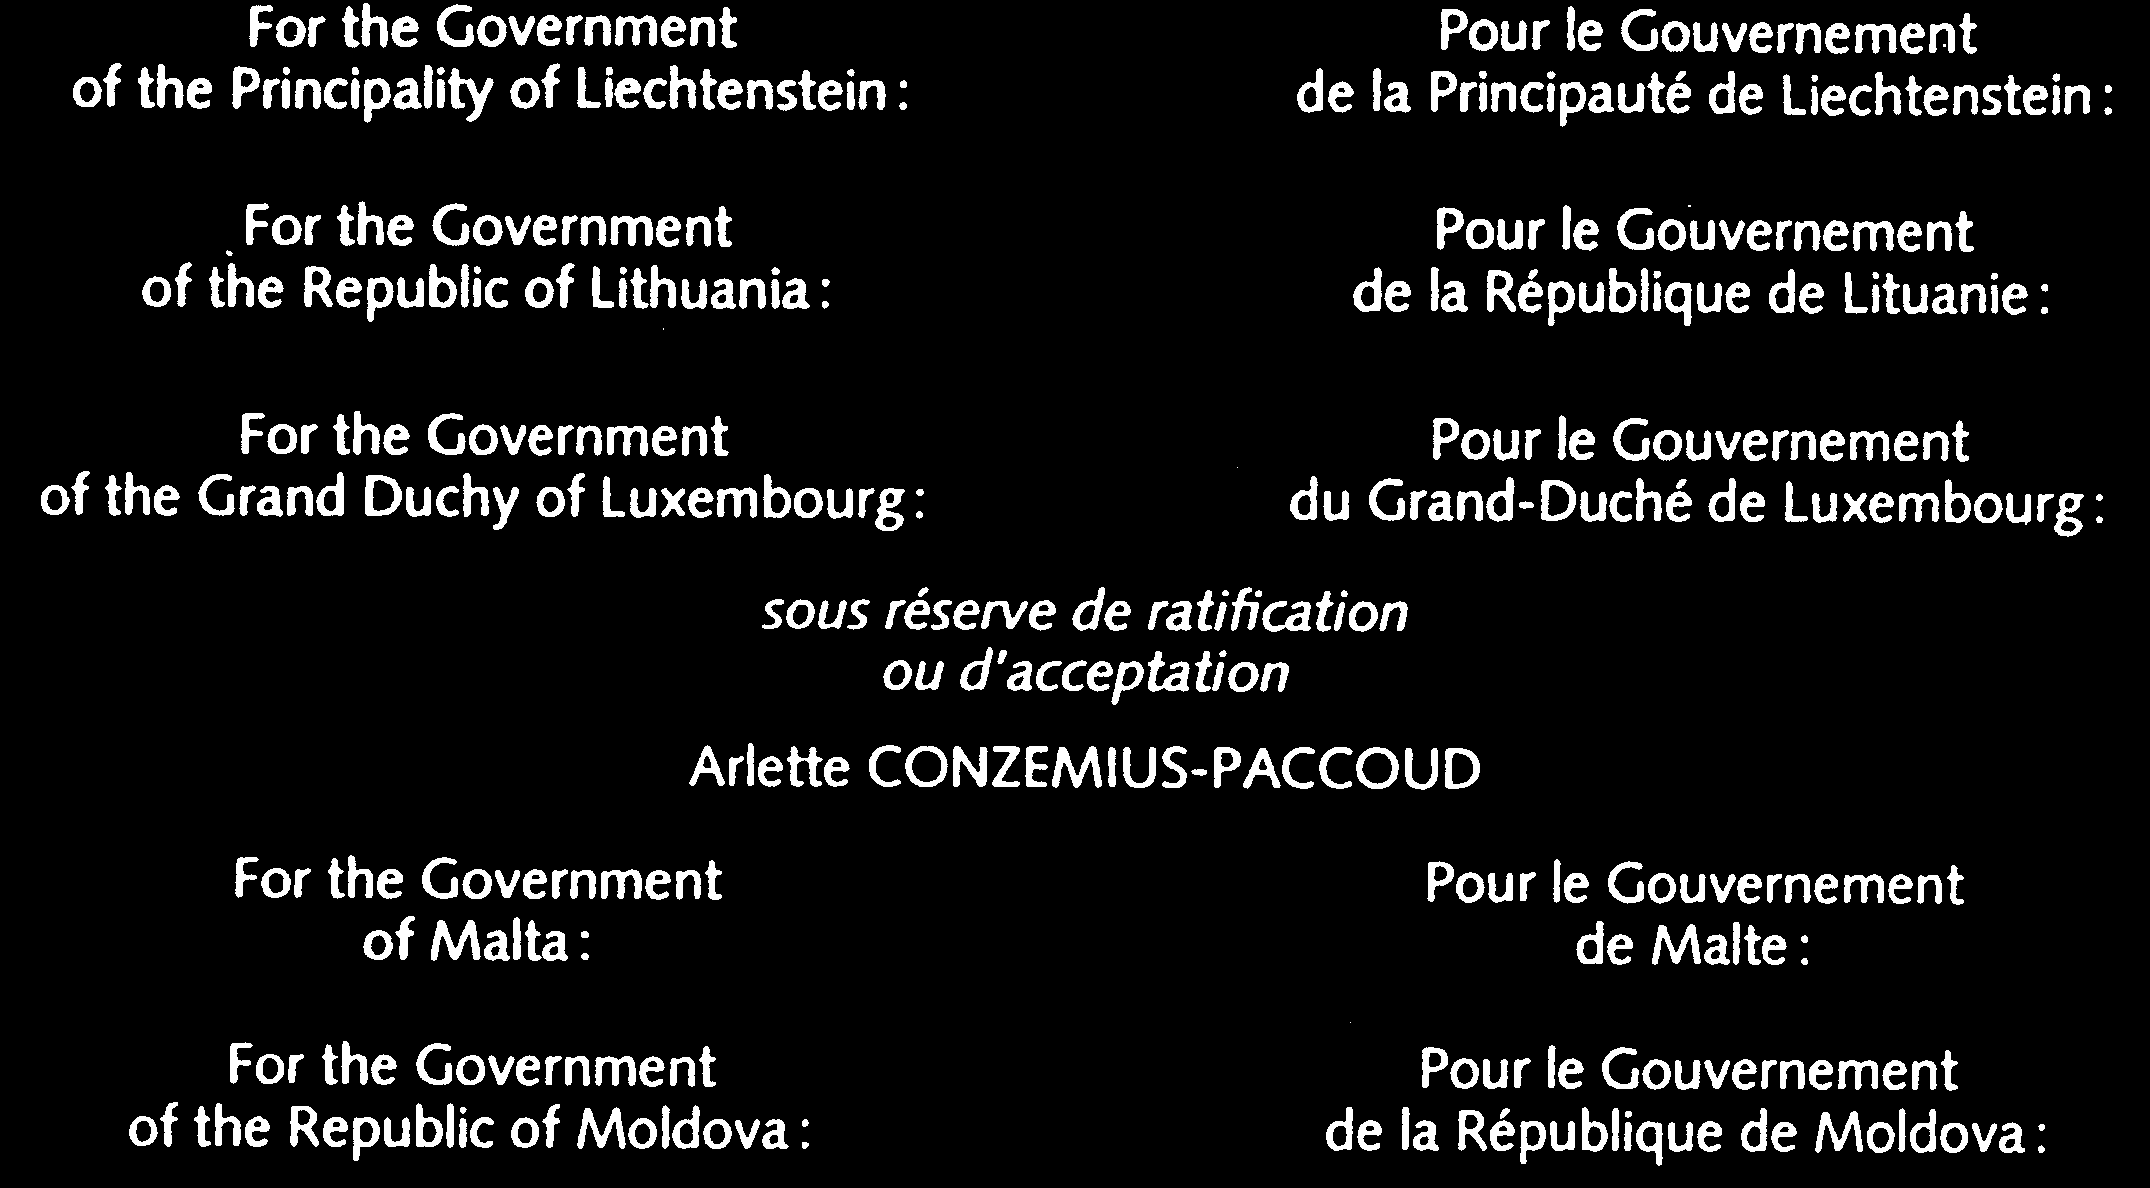 For the Government
of the Principality of Liechtenstein :
Pour le Gouvernement
de la Principauté de Liechtenstein :
For the Government
of the Republic of Lithuania :
Pour le Gouvernement
de la République de Lituanie :
For the Government
of the Grand Duchy of Luxembourg :
Pour le Gouvernement
du Grand-Duché de Luxembourg :
sous réserve de ratification
ou d'acceptation
Arlette CONZEMIUS-PACCOUD
For the Government
of Malta :
Pour le Gouvernement
de Malte :
For the Government
of the Republic of Moldova :
Pour le Gouvernement
de la République de Moldova :